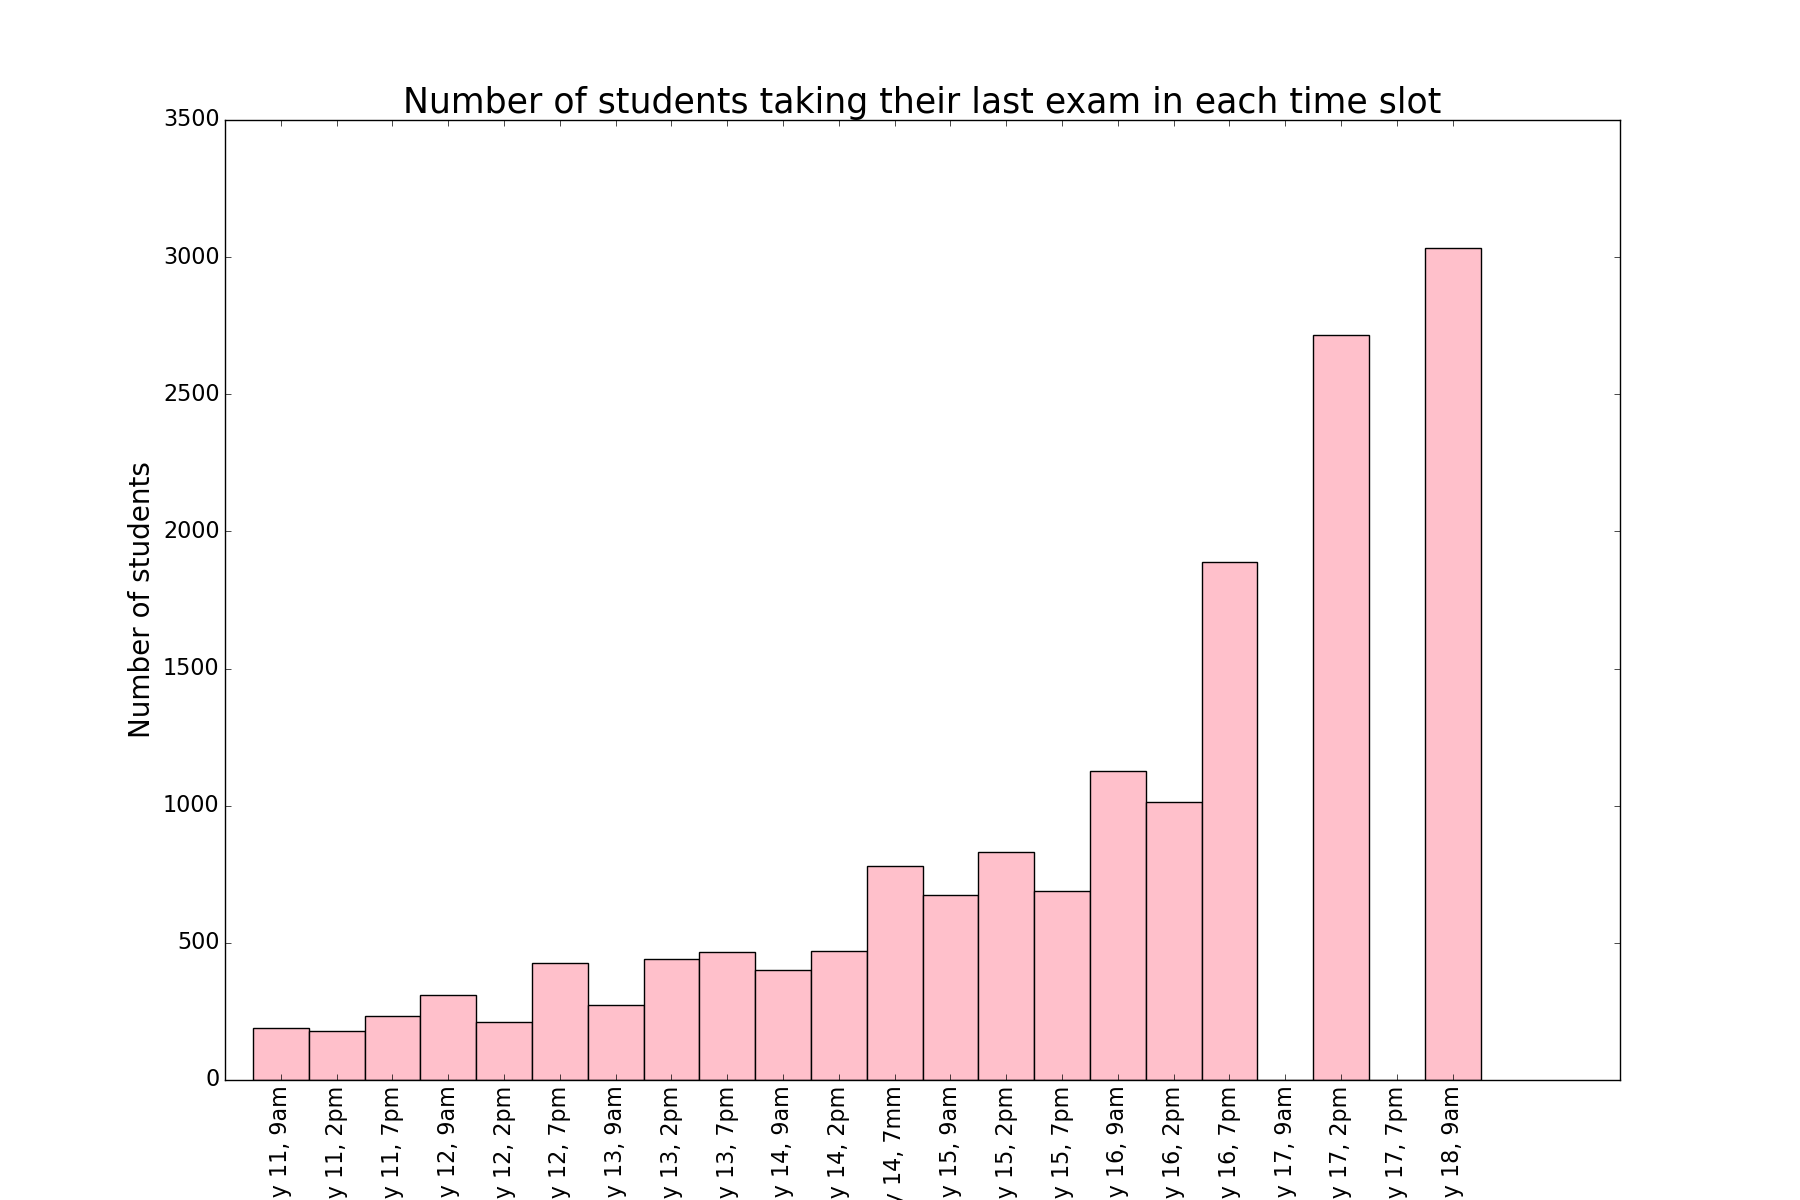 Number of students taking their last exam in each time slot
3500
3000
2500
2000
1500
1000
500
0
Number of students
y 11, 9am
y 11, 2pm
y 11, 7pm
y 12, 9am
y 12, 2pm
y 12, 7pm
y 13, 9am
y 13, 2pm
y 13, 7pm
y 14, 9am
y 14, 2pm
y 14, 7mm
y 15, 9am
y 15, 2pm
y 15, 7pm
y 16, 9am
y 16, 2pm
y 16, 7pm
y 17, 9am
y 17, 2pm
y 17, 7pm
y 18, 9am